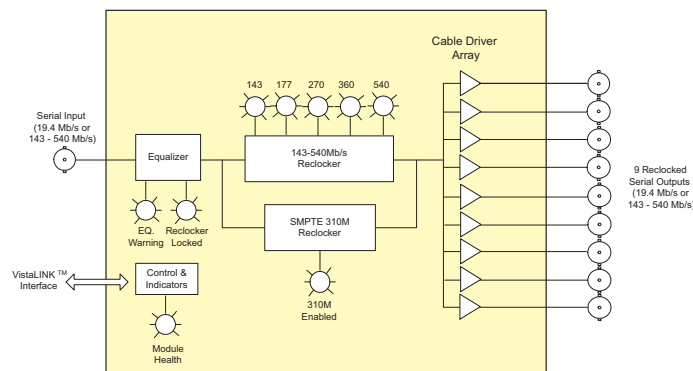 Cable Driver
Array
143 177 270 360 540
Serial Input
(19.4 Mb/s or
143 - 540 Mb/s)
Equalizer
143-540Mb/s
Reclocker
9 Reclocked
Serial Outputs
(19.4 Mb/s or
143 - 540 Mb/s)
EQ.
Warning
Reclocker
Locked
SMPTE 310M
Reclocker
VistaLINK TM
Interface
Control &
Indicators
310M
Enabled
Module
Health